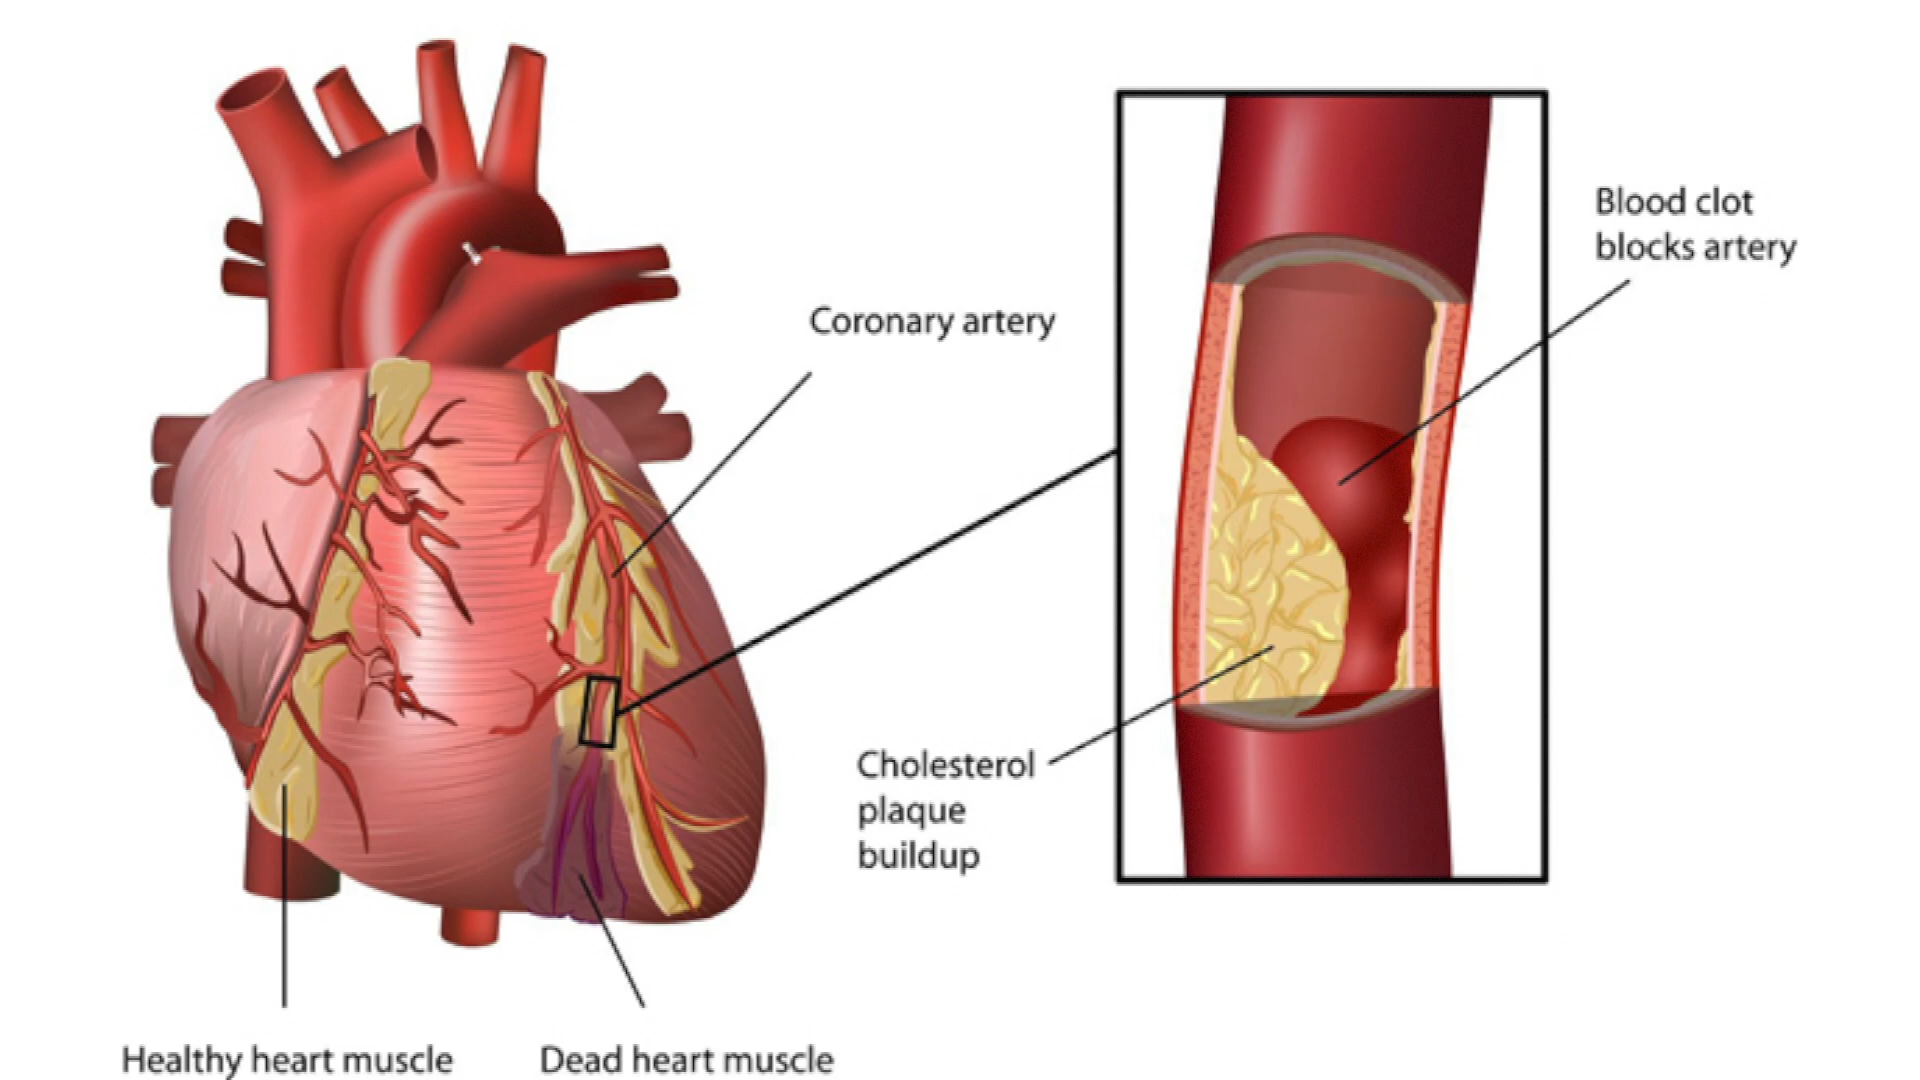 Blood clot
blocks artery
Coronary artery
Cholesterol
plaque
buildup
Healthy heart muscle
Dead heart muscle